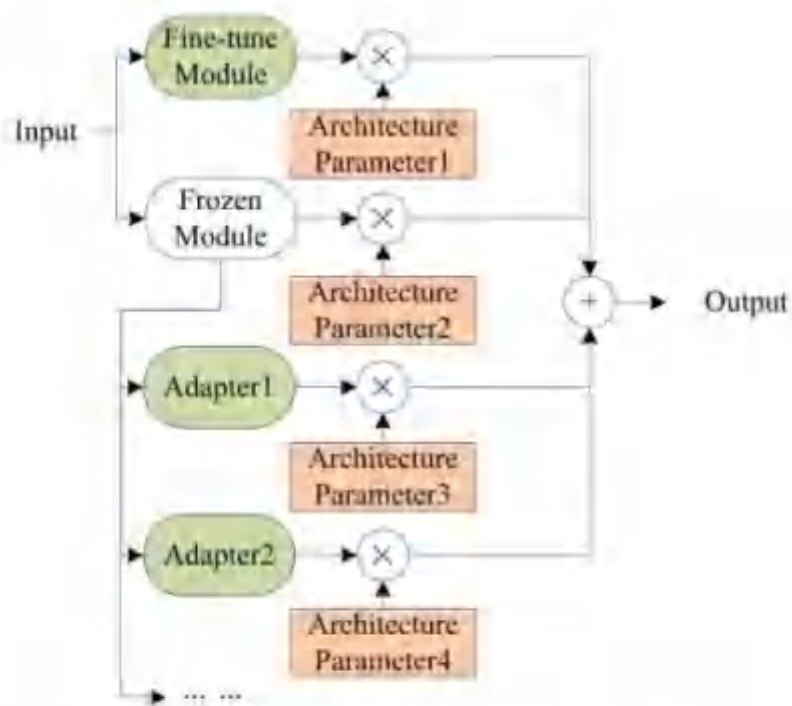 Fine-tune
Module
×
Architecture
Parameter1
Input
Frozen
Module
×
Architecture
Parameter2
+
Output
Adapter1
×
Architecture
Parameter3
Adapter2
×
Architecture
Parameter4
... ...